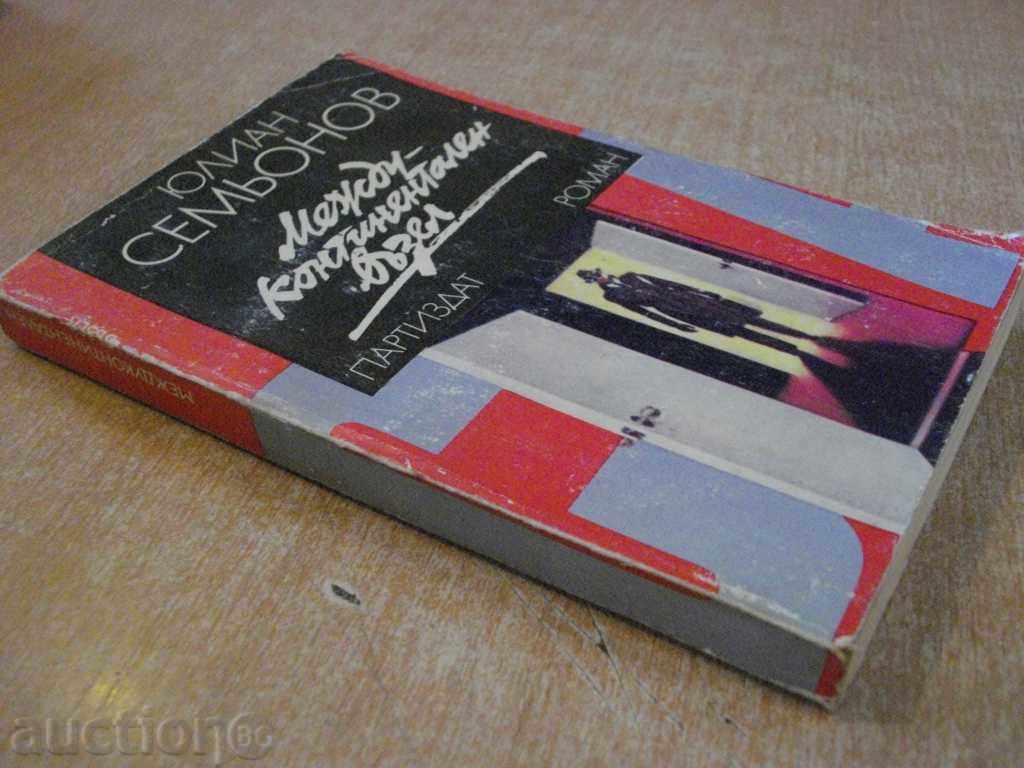 ЮЛИАН
СЕМЬОНОВ
Между-
континентален
възел
ПАРТИЗДАТ
РОМАН
auction.bg